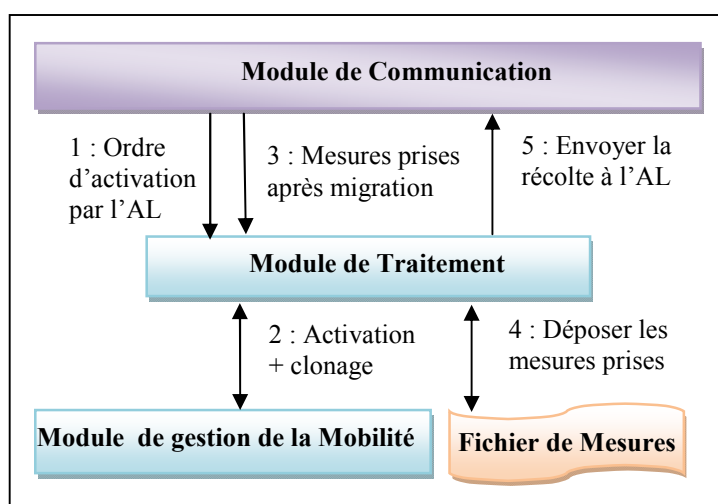 Module de Communication
1 : Ordre
d’activation
par l’AL
3 : Mesures prises
après migration
5 : Envoyer la
récolte à l’AL
Module de Traitement
2 : Activation
+ clonage
4 : Déposer les
mesures prises
Module de gestion de la Mobilité
Fichier de Mesures